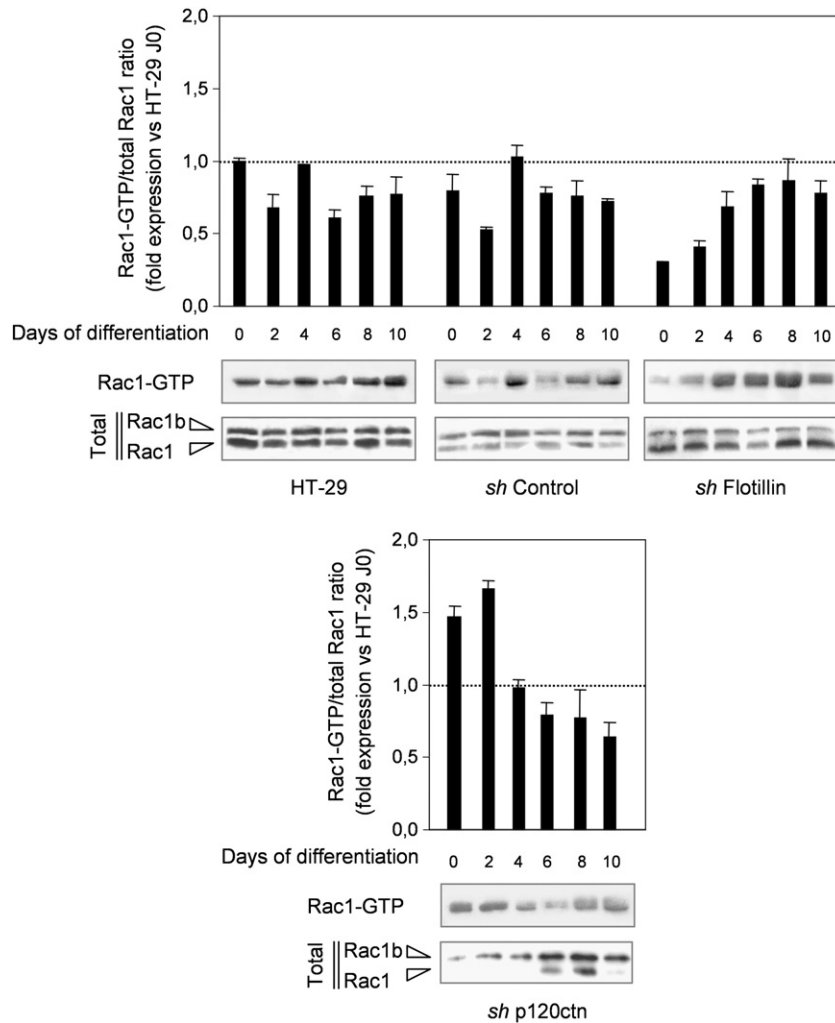 Rac1-GTP/total Rac1 ratio
(fold expression vs HT-29 J0)
2,0
1,5
1,0
0,5
0,0
Days of differentiation 0 2 4 6 8 10 0 2 4 6 8 10 0 2 4 6 8 10
Rac1-GTP
Total
Rac1b
Rac1
HT-29 sh Control sh Flotillin
Rac1-GTP/total Rac1 ratio
(fold expression vs HT-29 J0)
2,0
1,5
1,0
0,5
0,0
Days of differentiation 0 2 4 6 8 10
Rac1-GTP
Total
Rac1b
Rac1
sh p120ctn